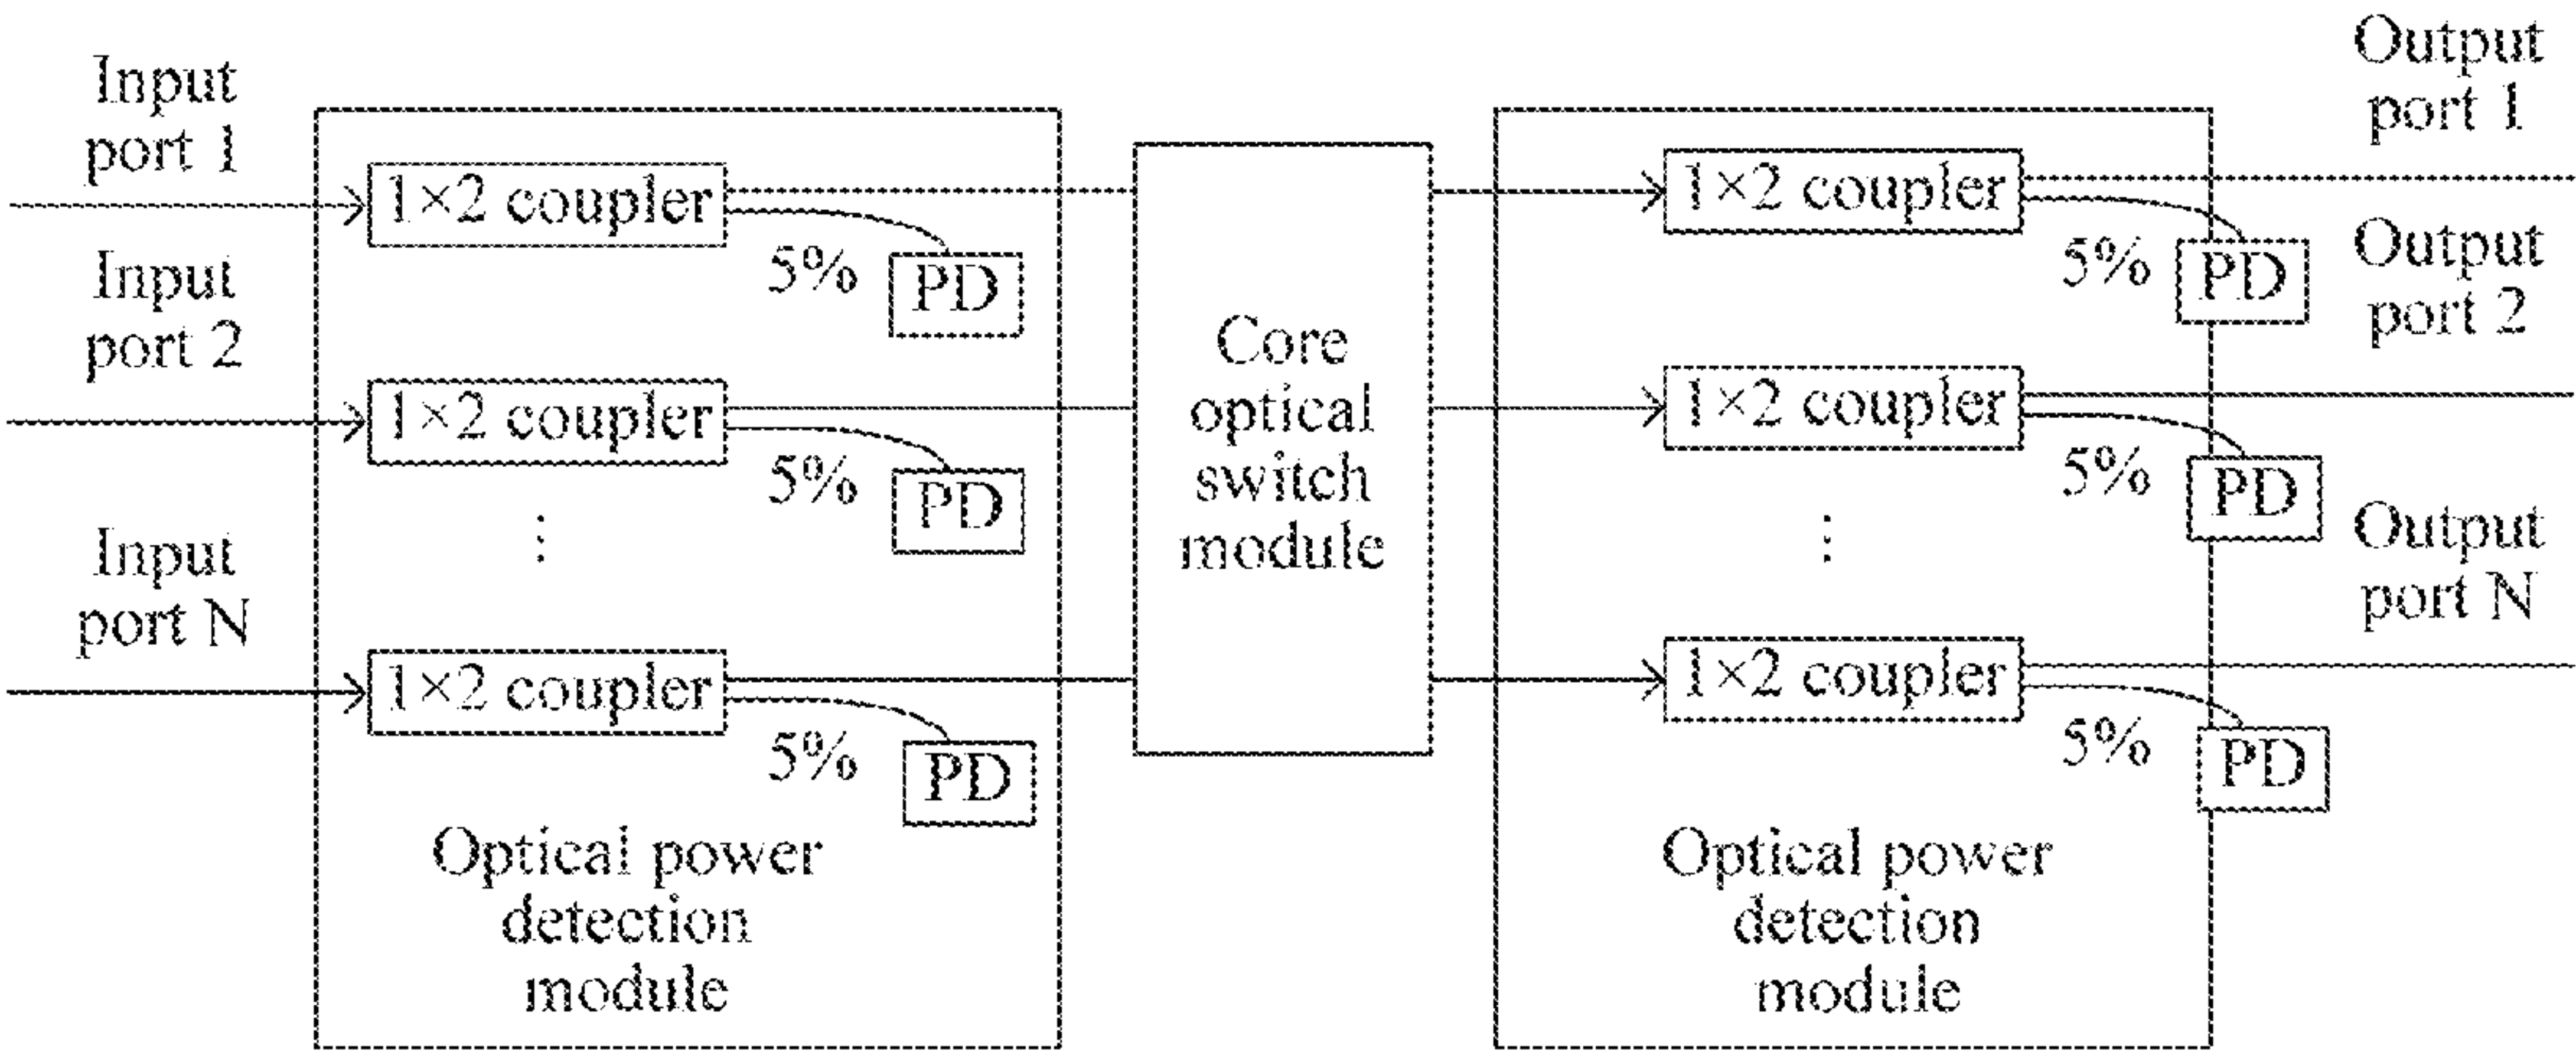 Input
port 1
Input
port 2
Input
port N
1×2 coupler
5%
PD
1×2 coupler
5%
PD
⋮
1×2 coupler
5%
PD
Optical power
detection
module
Core
optical
switch
module
1×2 coupler
5%
PD
1×2 coupler
5%
PD
⋮
1×2 coupler
5%
PD
Optical power
detection
module
Output
port 1
Output
port 2
Output
port N